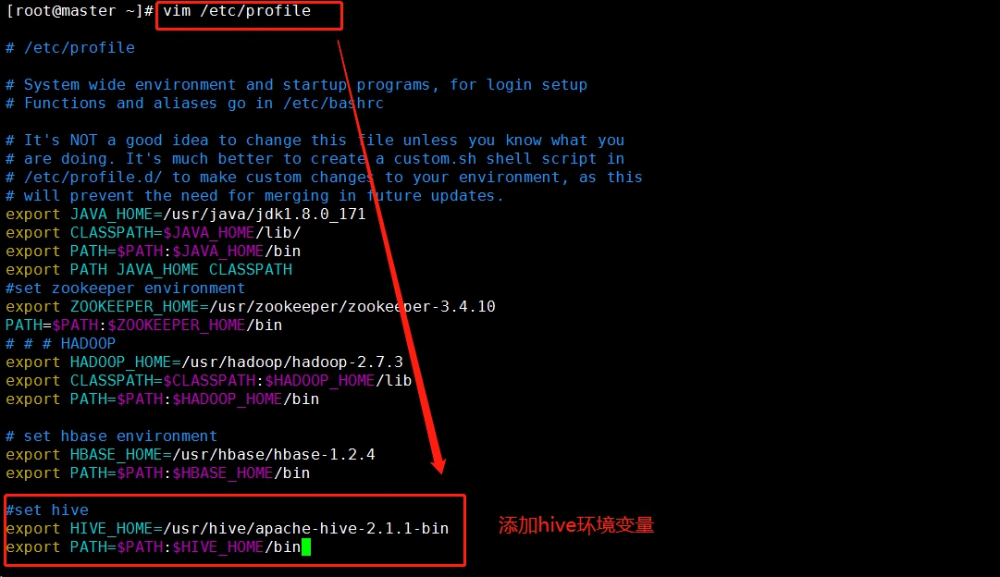 [root@master ~]# vim /etc/profile
# /etc/profile
# System wide environment and startup programs, for login setup
# Functions and aliases go in /etc/bashrc
# It's NOT a good idea to change this file unless you know what you
# are doing. It's much better to create a custom.sh shell script in
# /etc/profile.d/ to make custom changes to your environment, as this
# will prevent the need for merging in future updates.
export JAVA_HOME=/usr/java/jdk1.8.0_171
export CLASSPATH=$JAVA_HOME/lib/
export PATH=$PATH:$JAVA_HOME/bin
export PATH JAVA_HOME CLASSPATH
#set zookeeper environment
export ZOOKEEPER_HOME=/usr/zookeeper/zookeeper-3.4.10
PATH=$PATH:$ZOOKEEPER_HOME/bin
# # # HADOOP
export HADOOP_HOME=/usr/hadoop/hadoop-2.7.3
export CLASSPATH=$CLASSPATH:$HADOOP_HOME/lib
export PATH=$PATH:$HADOOP_HOME/bin
# set hbase environment
export HBASE_HOME=/usr/hbase/hbase-1.2.4
export PATH=$PATH:$HBASE_HOME/bin
#set hive
export HIVE_HOME=/usr/hive/apache-hive-2.1.1-bin
export PATH=$PATH:$HIVE_HOME/bin
添加hive环境变量